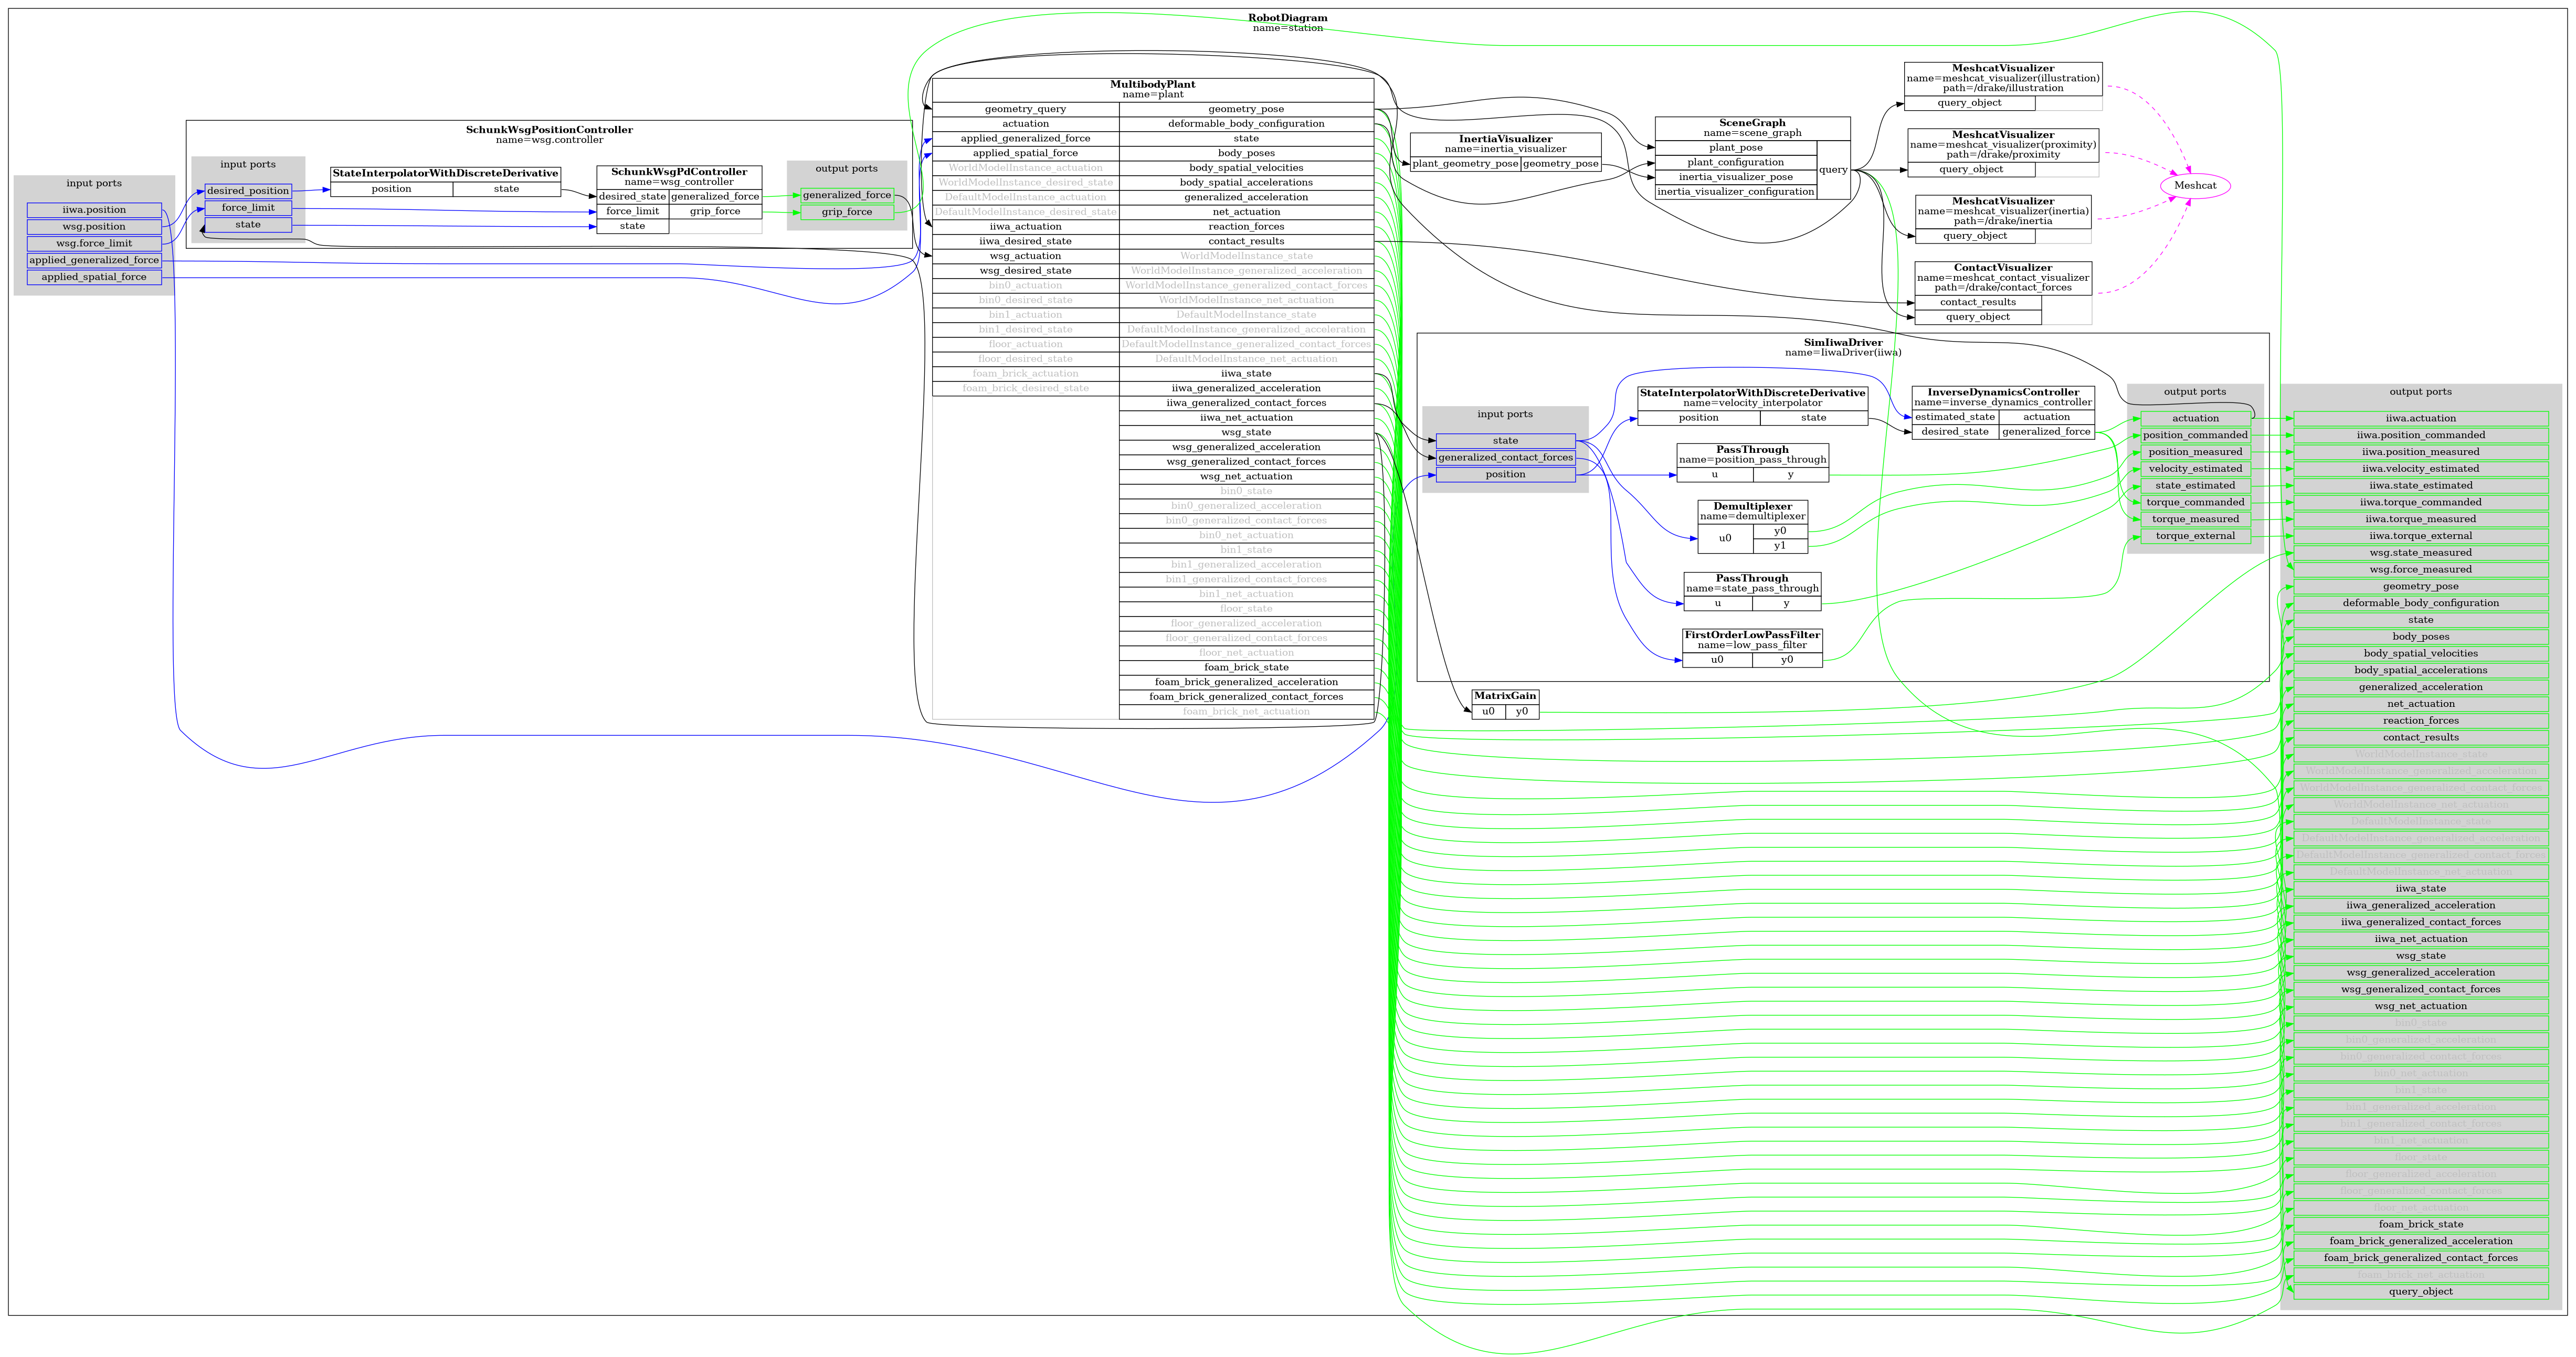 RobotDiagram
name=station
input ports
iiwa.position
wsg.position
wsg.force_limit
applied_generalized_force
applied_spatial_force
SchunkWsgPositionController
name=wsg.controller
input ports
desired_position
force_limit
state
StateInterpolatorWithDiscreteDerivative
position state
SchunkWsgPdController
name=wsg_controller
desired_state generalized_force
force_limit grip_force
state
output ports
generalized_force
grip_force
MultibodyPlant
name=plant
geometry_query geometry_pose
actuation deformable_body_configuration
applied_generalized_force state
applied_spatial_force body_poses
WorldModelInstance_actuation body_spatial_velocities
WorldModelInstance_desired_state body_spatial_accelerations
DefaultModelInstance_actuation generalized_acceleration
DefaultModelInstance_desired_state net_actuation
iiwa_actuation reaction_forces
iiwa_desired_state contact_results
wsg_actuation WorldModelInstance_state
wsg_desired_state WorldModelInstance_generalized_acceleration
bin0_actuation WorldModelInstance_generalized_contact_forces
bin0_desired_state WorldModelInstance_net_actuation
bin1_actuation DefaultModelInstance_state
bin1_desired_state DefaultModelInstance_generalized_acceleration
floor_actuation DefaultModelInstance_generalized_contact_forces
floor_desired_state DefaultModelInstance_net_actuation
foam_brick_actuation iiwa_state
foam_brick_desired_state iiwa_generalized_acceleration
iiwa_generalized_contact_forces
iiwa_net_actuation
wsg_state
wsg_generalized_acceleration
wsg_generalized_contact_forces
wsg_net_actuation
bin0_state
bin0_generalized_acceleration
bin0_generalized_contact_forces
bin0_net_actuation
bin1_state
bin1_generalized_acceleration
bin1_generalized_contact_forces
bin1_net_actuation
floor_state
floor_generalized_acceleration
floor_generalized_contact_forces
floor_net_actuation
foam_brick_state
foam_brick_generalized_acceleration
foam_brick_generalized_contact_forces
foam_brick_net_actuation
InertiaVisualizer
name=inertia_visualizer
plant_geometry_pose geometry_pose
SceneGraph
name=scene_graph
plant_pose
plant_configuration
inertia_visualizer_pose
inertia_visualizer_configuration
query
MeshcatVisualizer
name=meshcat_visualizer(illustration)
path=/drake/illustration
query_object
MeshcatVisualizer
name=meshcat_visualizer(proximity)
path=/drake/proximity
query_object
MeshcatVisualizer
name=meshcat_visualizer(inertia)
path=/drake/inertia
query_object
ContactVisualizer
name=meshcat_contact_visualizer
path=/drake/contact_forces
contact_results
query_object
Meshcat
SimIiwaDriver
name=IiwaDriver(iiwa)
input ports
state
generalized_contact_forces
position
StateInterpolatorWithDiscreteDerivative
name=velocity_interpolator
position state
InverseDynamicsController
name=inverse_dynamics_controller
estimated_state actuation
desired_state generalized_force
PassThrough
name=position_pass_through
u y
Demultiplexer
name=demultiplexer
u0 y0
y1
PassThrough
name=state_pass_through
u y
FirstOrderLowPassFilter
name=low_pass_filter
u0 y0
output ports
actuation
position_commanded
position_measured
velocity_estimated
state_estimated
torque_commanded
torque_measured
torque_external
MatrixGain
u0 y0
output ports
iiwa.actuation
iiwa.position_commanded
iiwa.position_measured
iiwa.velocity_estimated
iiwa.state_estimated
iiwa.torque_commanded
iiwa.torque_measured
iiwa.torque_external
wsg.state_measured
wsg.force_measured
geometry_pose
deformable_body_configuration
state
body_poses
body_spatial_velocities
body_spatial_accelerations
generalized_acceleration
net_actuation
reaction_forces
contact_results
WorldModelInstance_state
WorldModelInstance_generalized_acceleration
WorldModelInstance_generalized_contact_forces
WorldModelInstance_net_actuation
DefaultModelInstance_state
DefaultModelInstance_generalized_acceleration
DefaultModelInstance_generalized_contact_forces
DefaultModelInstance_net_actuation
iiwa_state
iiwa_generalized_acceleration
iiwa_generalized_contact_forces
iiwa_net_actuation
wsg_state
wsg_generalized_acceleration
wsg_generalized_contact_forces
wsg_net_actuation
bin0_state
bin0_generalized_acceleration
bin0_generalized_contact_forces
bin0_net_actuation
bin1_state
bin1_generalized_acceleration
bin1_generalized_contact_forces
bin1_net_actuation
floor_state
floor_generalized_acceleration
floor_generalized_contact_forces
floor_net_actuation
foam_brick_state
foam_brick_generalized_acceleration
foam_brick_generalized_contact_forces
foam_brick_net_actuation
query_object